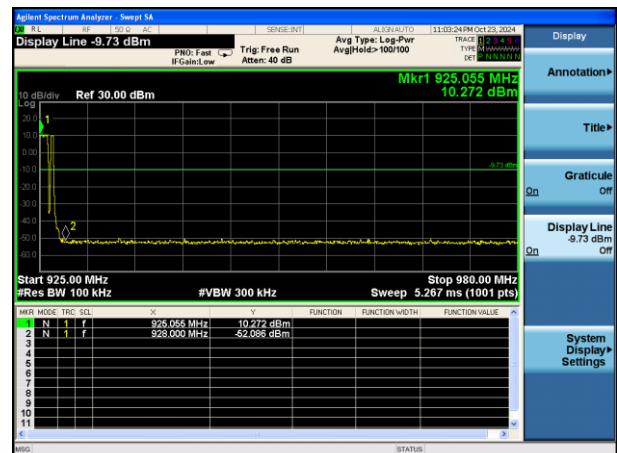 Agilent Spectrum Analyzer - Swept SA
RL RF 50 Ω AC SENSE:INT ALIGNAUTO 11:03:24 PM Oct 23, 2024
Display Line -9.73 dBm
PNO: Fast
IFGain:Low
Trig: Free Run
Atten: 40 dB
Avg Type: Log-Pwr
Avg|Hold:> 100/100
TRACE 1 2 3 4 5 6
TYPE M
DET P N N N N N
Mkr1 925.055 MHz
10.272 dBm
10 dB/div Ref 30.00 dBm
Log
20.0
10.0
0.00
-10.0
-20.0
-30.0
-40.0
-50.0
-60.0
1
2
-9.73 dBm
Start 925.00 MHz Stop 980.00 MHz
#Res BW 100 kHz #VBW 300 kHz Sweep 5.267 ms (1001 pts)
MKR MODE TRC SCL X Y FUNCTION FUNCTION WIDTH FUNCTION VALUE
1 N 1 f 925.055 MHz 10.272 dBm
2 N 1 f 928.000 MHz -52.086 dBm
3
4
5
6
7
8
9
10
11
MSG STATUS
Display
Annotation
Title
Graticule
On Off
Display Line
-9.73 dBm
On Off
System
Display
Settings